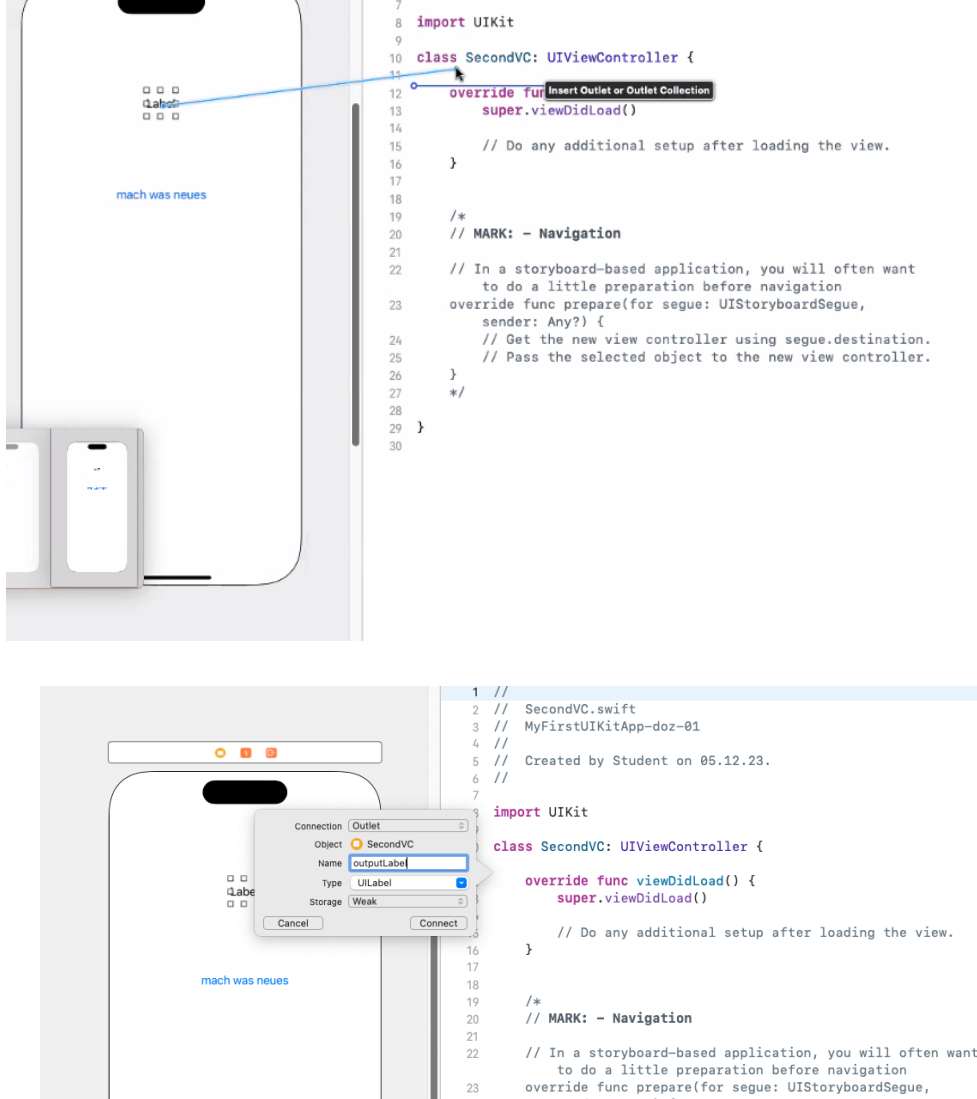 7
8 import UIKit
9
10 class SecondVC: UIViewController {
11
12 override fun Insert Outlet or Outlet Collection
13 super.viewDidLoad()
14
15 // Do any additional setup after loading the view.
16 }
17
18
19 /*
20 // MARK: - Navigation
21
22 // In a storyboard-based application, you will often want
to do a little preparation before navigation
23 override func prepare(for segue: UIStoryboardSegue,
sender: Any?) {
24 // Get the new view controller using segue.destination.
25 // Pass the selected object to the new view controller.
26 }
27 */
28
29 }
30
Label
mach was neues
1 //
2 // SecondVC.swift
3 // MyFirstUIKitApp-doz-01
4 //
5 // Created by Student on 05.12.23.
6 //
7
import UIKit
class SecondVC: UIViewController {
override func viewDidLoad() {
super.viewDidLoad()
// Do any additional setup after loading the view.
16 }
17
18
19 /*
20 // MARK: - Navigation
21
22 // In a storyboard-based application, you will often want
to do a little preparation before navigation
23 override func prepare(for segue: UIStoryboardSegue,
Connection Outlet
Object SecondVC
Name outputLabel
Type UILabel
Storage Weak
Cancel Connect
Labe
mach was neues